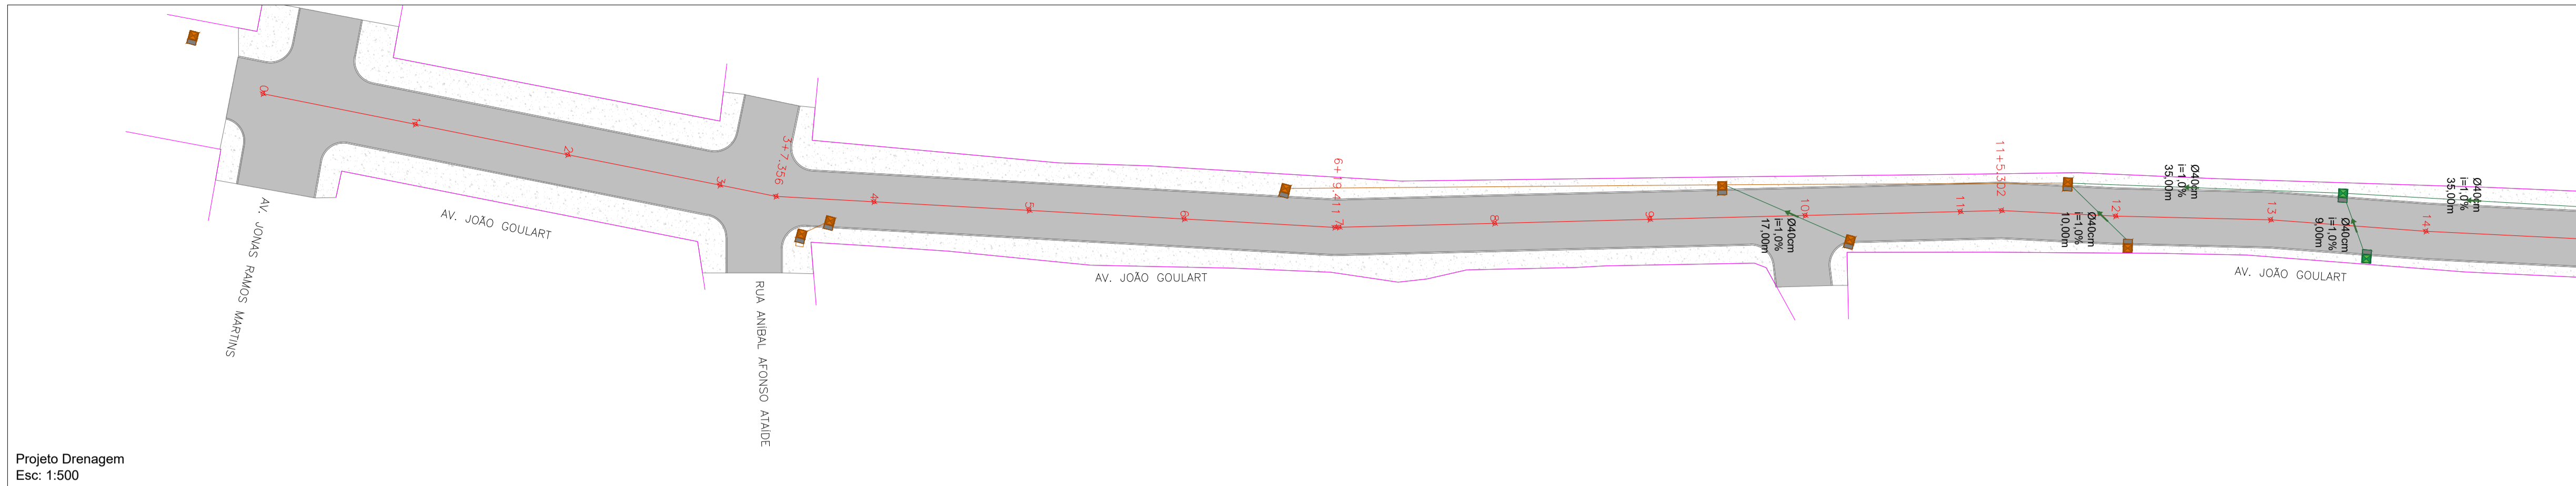 0
1
2
3
3+7.356
4
5
6
6+19.411
7
8
9
10
11
11+5.302
12
13
14
Ø40cm
i=1,0%
17,00m
Ø40cm
i=1,0%
10,00m
Ø40cm
i=1,0%
35,00m
Ø40cm
i=1,0%
9,00m
Ø40cm
i=1,0%
35,00m
AV. JONAS RAMOS MARTINS
AV. JOÃO GOULART
RUA ANÍBAL AFONSO ATAÍDE
AV. JOÃO GOULART
AV. JOÃO GOULART
Projeto Drenagem
Esc: 1:500